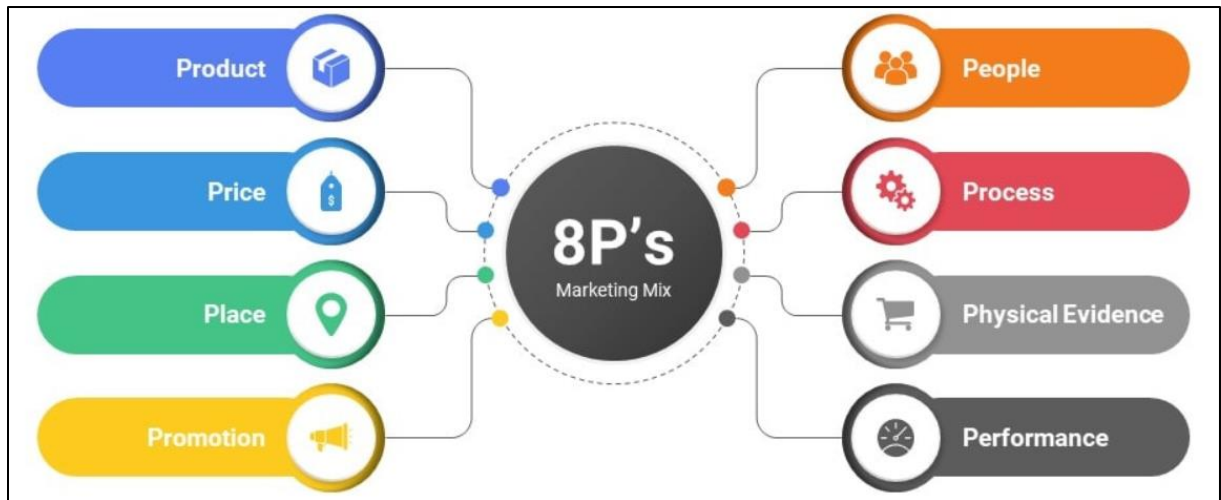 Product
Price
Place
Promotion
8P’s
Marketing Mix
People
Process
Physical Evidence
Performance
$